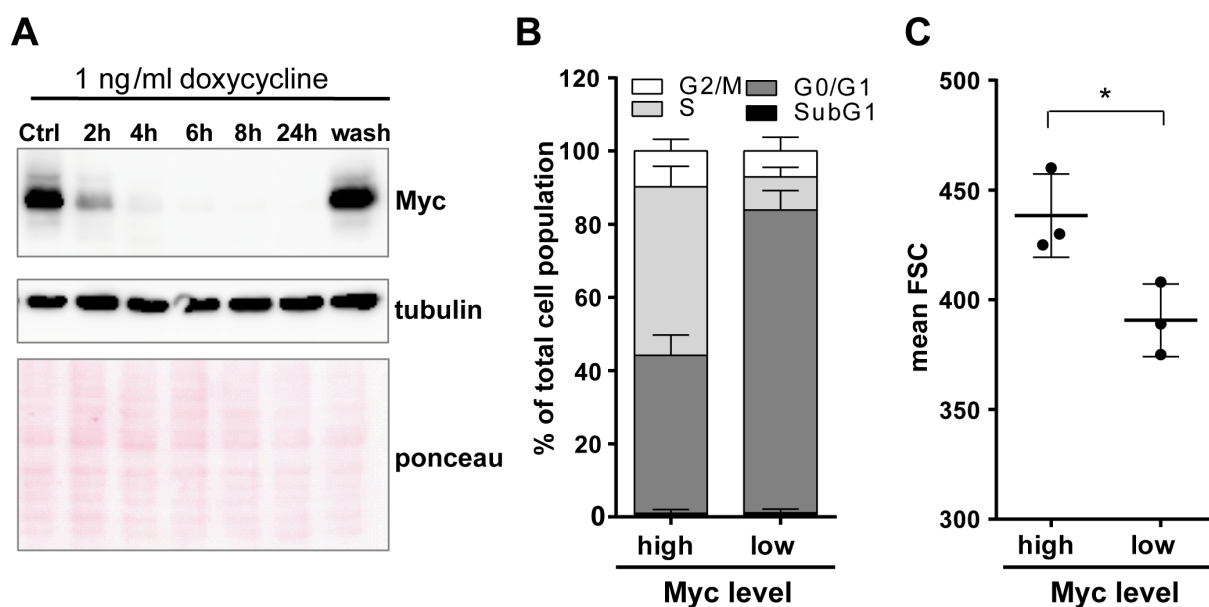 A
1 ng/ml doxycycline
Ctrl 2h 4h 6h 8h 24h wash
Myc
tubulin
ponceau
B
120
100
80
60
40
20
0
% of total cell population
G2/M G0/G1
S SubG1
high low
Myc level
C
500
450
400
350
300
mean FSC
*
high low
Myc level